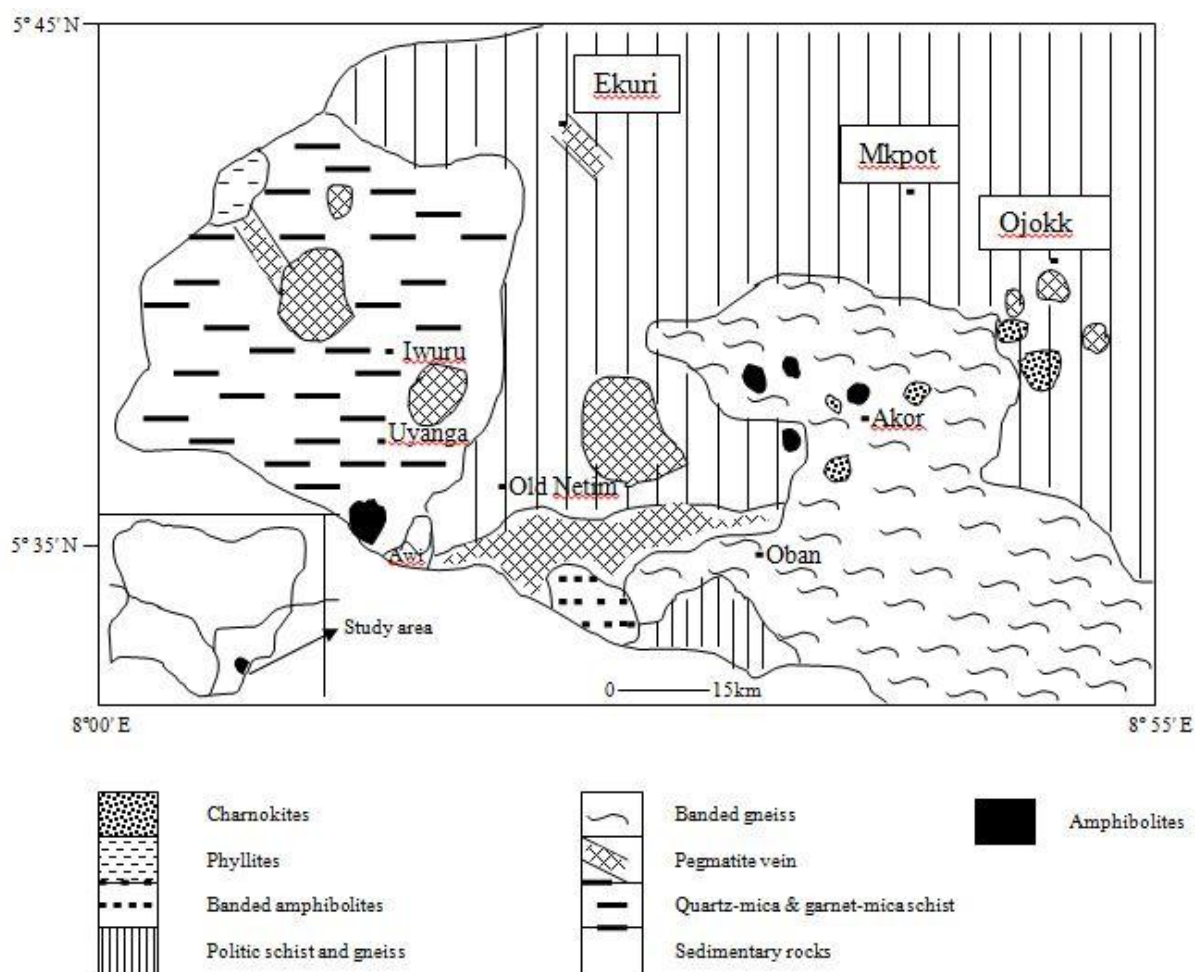 5° 45' N
Ekuri
Mkpot
Ojokk
Iwuru
Akor
Uyanga
Old Netim
5° 35'N
Awi
Oban
Study area
0 15km
8°00' E
8° 55' E
Charnokites
Phyllites
Banded amphibolites
Politic schist and gneiss
Banded gneiss
Pegmatite vein
Quartz-mica & garnet-mica schist
Sedimentary rocks
Amphibolites